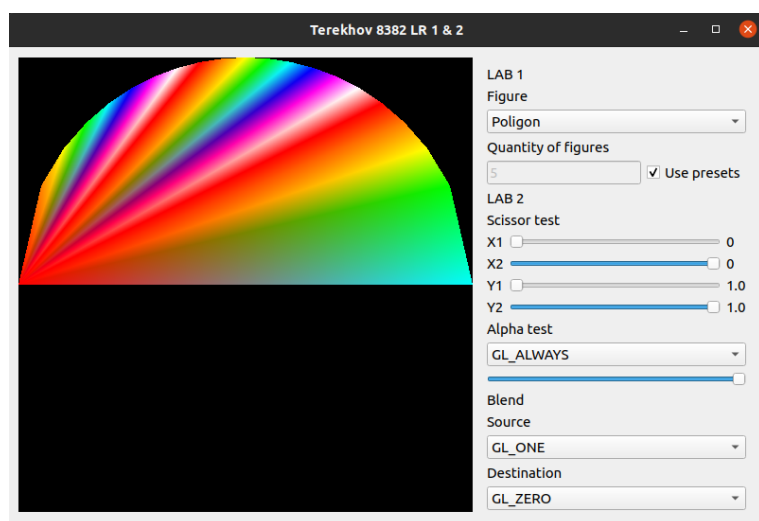 Terekhov 8382 LR 1 & 2
LAB 1
Figure
Poligon
Quantity of figures
5
Use presets
LAB 2
Scissor test
X1 0
X2 0
Y1 1.0
Y2 1.0
Alpha test
GL_ALWAYS
Blend
Source
GL_ONE
Destination
GL_ZERO